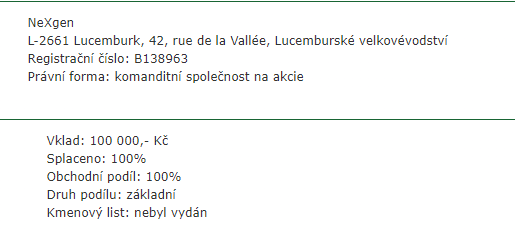 NeXgen
L-2661 Lucemburk, 42, rue de la Vallée, Lucemburské velkovévodství
Registrační číslo: B138963
Právní forma: komanditní společnost na akcie
Vklad: 100 000,- Kč
Splaceno: 100%
Obchodní podíl: 100%
Druh podílu: základní
Kmenový list: nebyl vydán